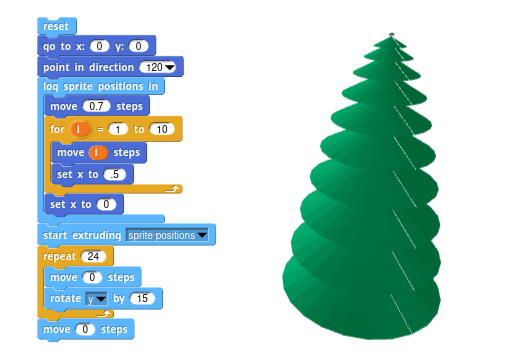 reset
go to x: 0 y: 0
point in direction 120
log sprite positions in
move 0.7 steps
for i = 1 to 10
move i steps
set x to .5
set x to 0
start extruding sprite positions
repeat 24
move 0 steps
rotate y by 15
move 0 steps